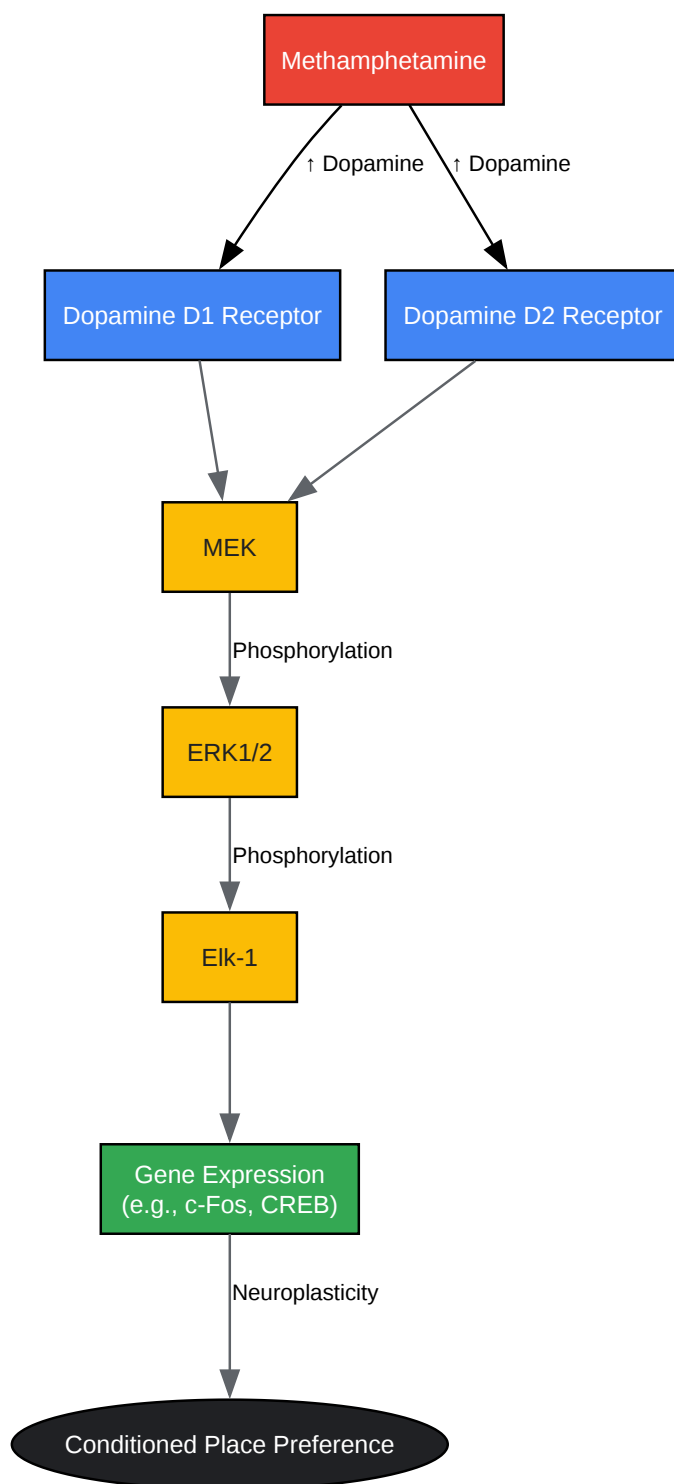 Methamphetamine
↑ Dopamine
↑ Dopamine
Dopamine D1 Receptor
Dopamine D2 Receptor
MEK
Phosphorylation
ERK1/2
Phosphorylation
Elk-1
Gene Expression
(e.g., c-Fos, CREB)
Neuroplasticity
Conditioned Place Preference